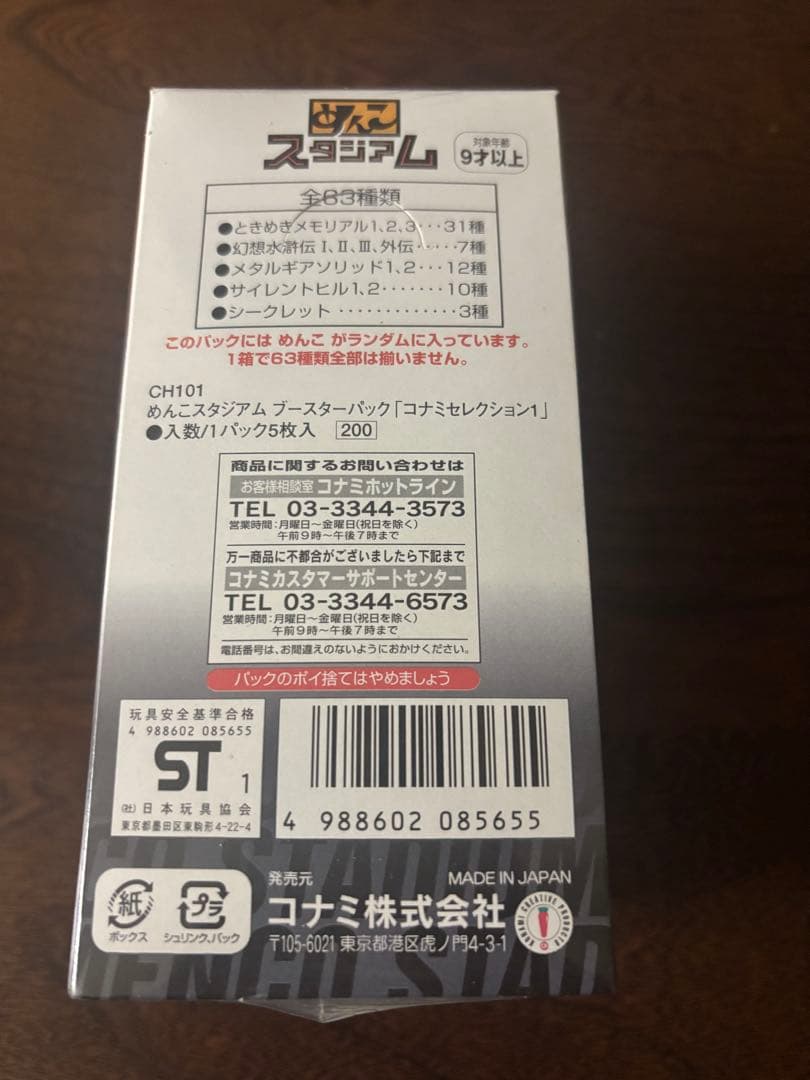 めんこ
スタジアム
対象年齢
9才以上
全63種類
●ときめきメモリアル1、2、3・・・31種
●幻想水滸伝 I、II、III、外伝・・・・・7種
●メタルギアソリッド1、2・・・12種
●サイレントヒル1、2・・・・・・・10種
●シークレット・・・・・・・・・・・・・3種
このパックには めんこ がランダムに入っています。
1箱で63種類全部は揃いません。
CH101
めんこスタジアム ブースターパック「コナミセレクション1」
●入数/1パック5枚入 200
商品に関するお問い合わせは
お客様相談室 コナミホットライン
TEL 03-3344-3573
営業時間：月曜日〜金曜日(祝日を除く)
午前9時〜午後7時まで
万一商品に不都合がございましたら下記まで
コナミカスタマーサポートセンター
TEL 03-3344-6573
営業時間：月曜日〜金曜日(祝日を除く)
午前9時〜午後7時まで
電話番号は、お間違えのないようにおかけください。
パックのポイ捨てはやめましょう
玩具安全基準合格
4 988602 085655
ST 1
(社)日本玩具協会
東京都墨田区東駒形4-22-4
4 988602 085655
紙
ボックス
プラ
シュリンク、パック
発売元
MADE IN JAPAN
コナミ株式会社
〒105-6021 東京都港区虎ノ門4-3-1
KONAMI CREATIVE PRODUCTS
STADIUM
MENCO STAD